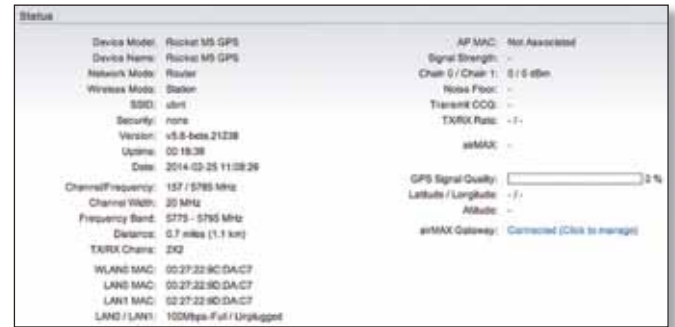 Status
Device Model: Rocket M5 GPS
Device Name: Rocket M5 GPS
Network Mode: Router
Wireless Mode: Station
SSID: ubnt
Security: none
Version: v5.6-beta.21238
Uptime: 00:18:38
Date: 2014-02-25 11:08:26
Channel/Frequency: 157 / 5785 MHz
Channel Width: 20 MHz
Frequency Band: 5775 - 5795 MHz
Distance: 0.7 miles (1.1 km)
TX/RX Chains: 2X2
WLAN0 MAC: 00:27:22:9C:DA:C7
LAN0 MAC: 00:27:22:9D:DA:C7
LAN1 MAC: 02:27:22:9D:DA:C7
LAN0 / LAN1: 100Mbps-Full / Unplugged
AP MAC: Not Associated
Signal Strength: -
Chain 0 / Chain 1: 0 / 0 dBm
Noise Floor: -
Transmit CCQ: -
TX/RX Rate: - / -
airMAX: -
GPS Signal Quality: 0 %
Latitude / Longitude: - / -
Altitude: -
airMAX Gateway: Connected (Click to manage)